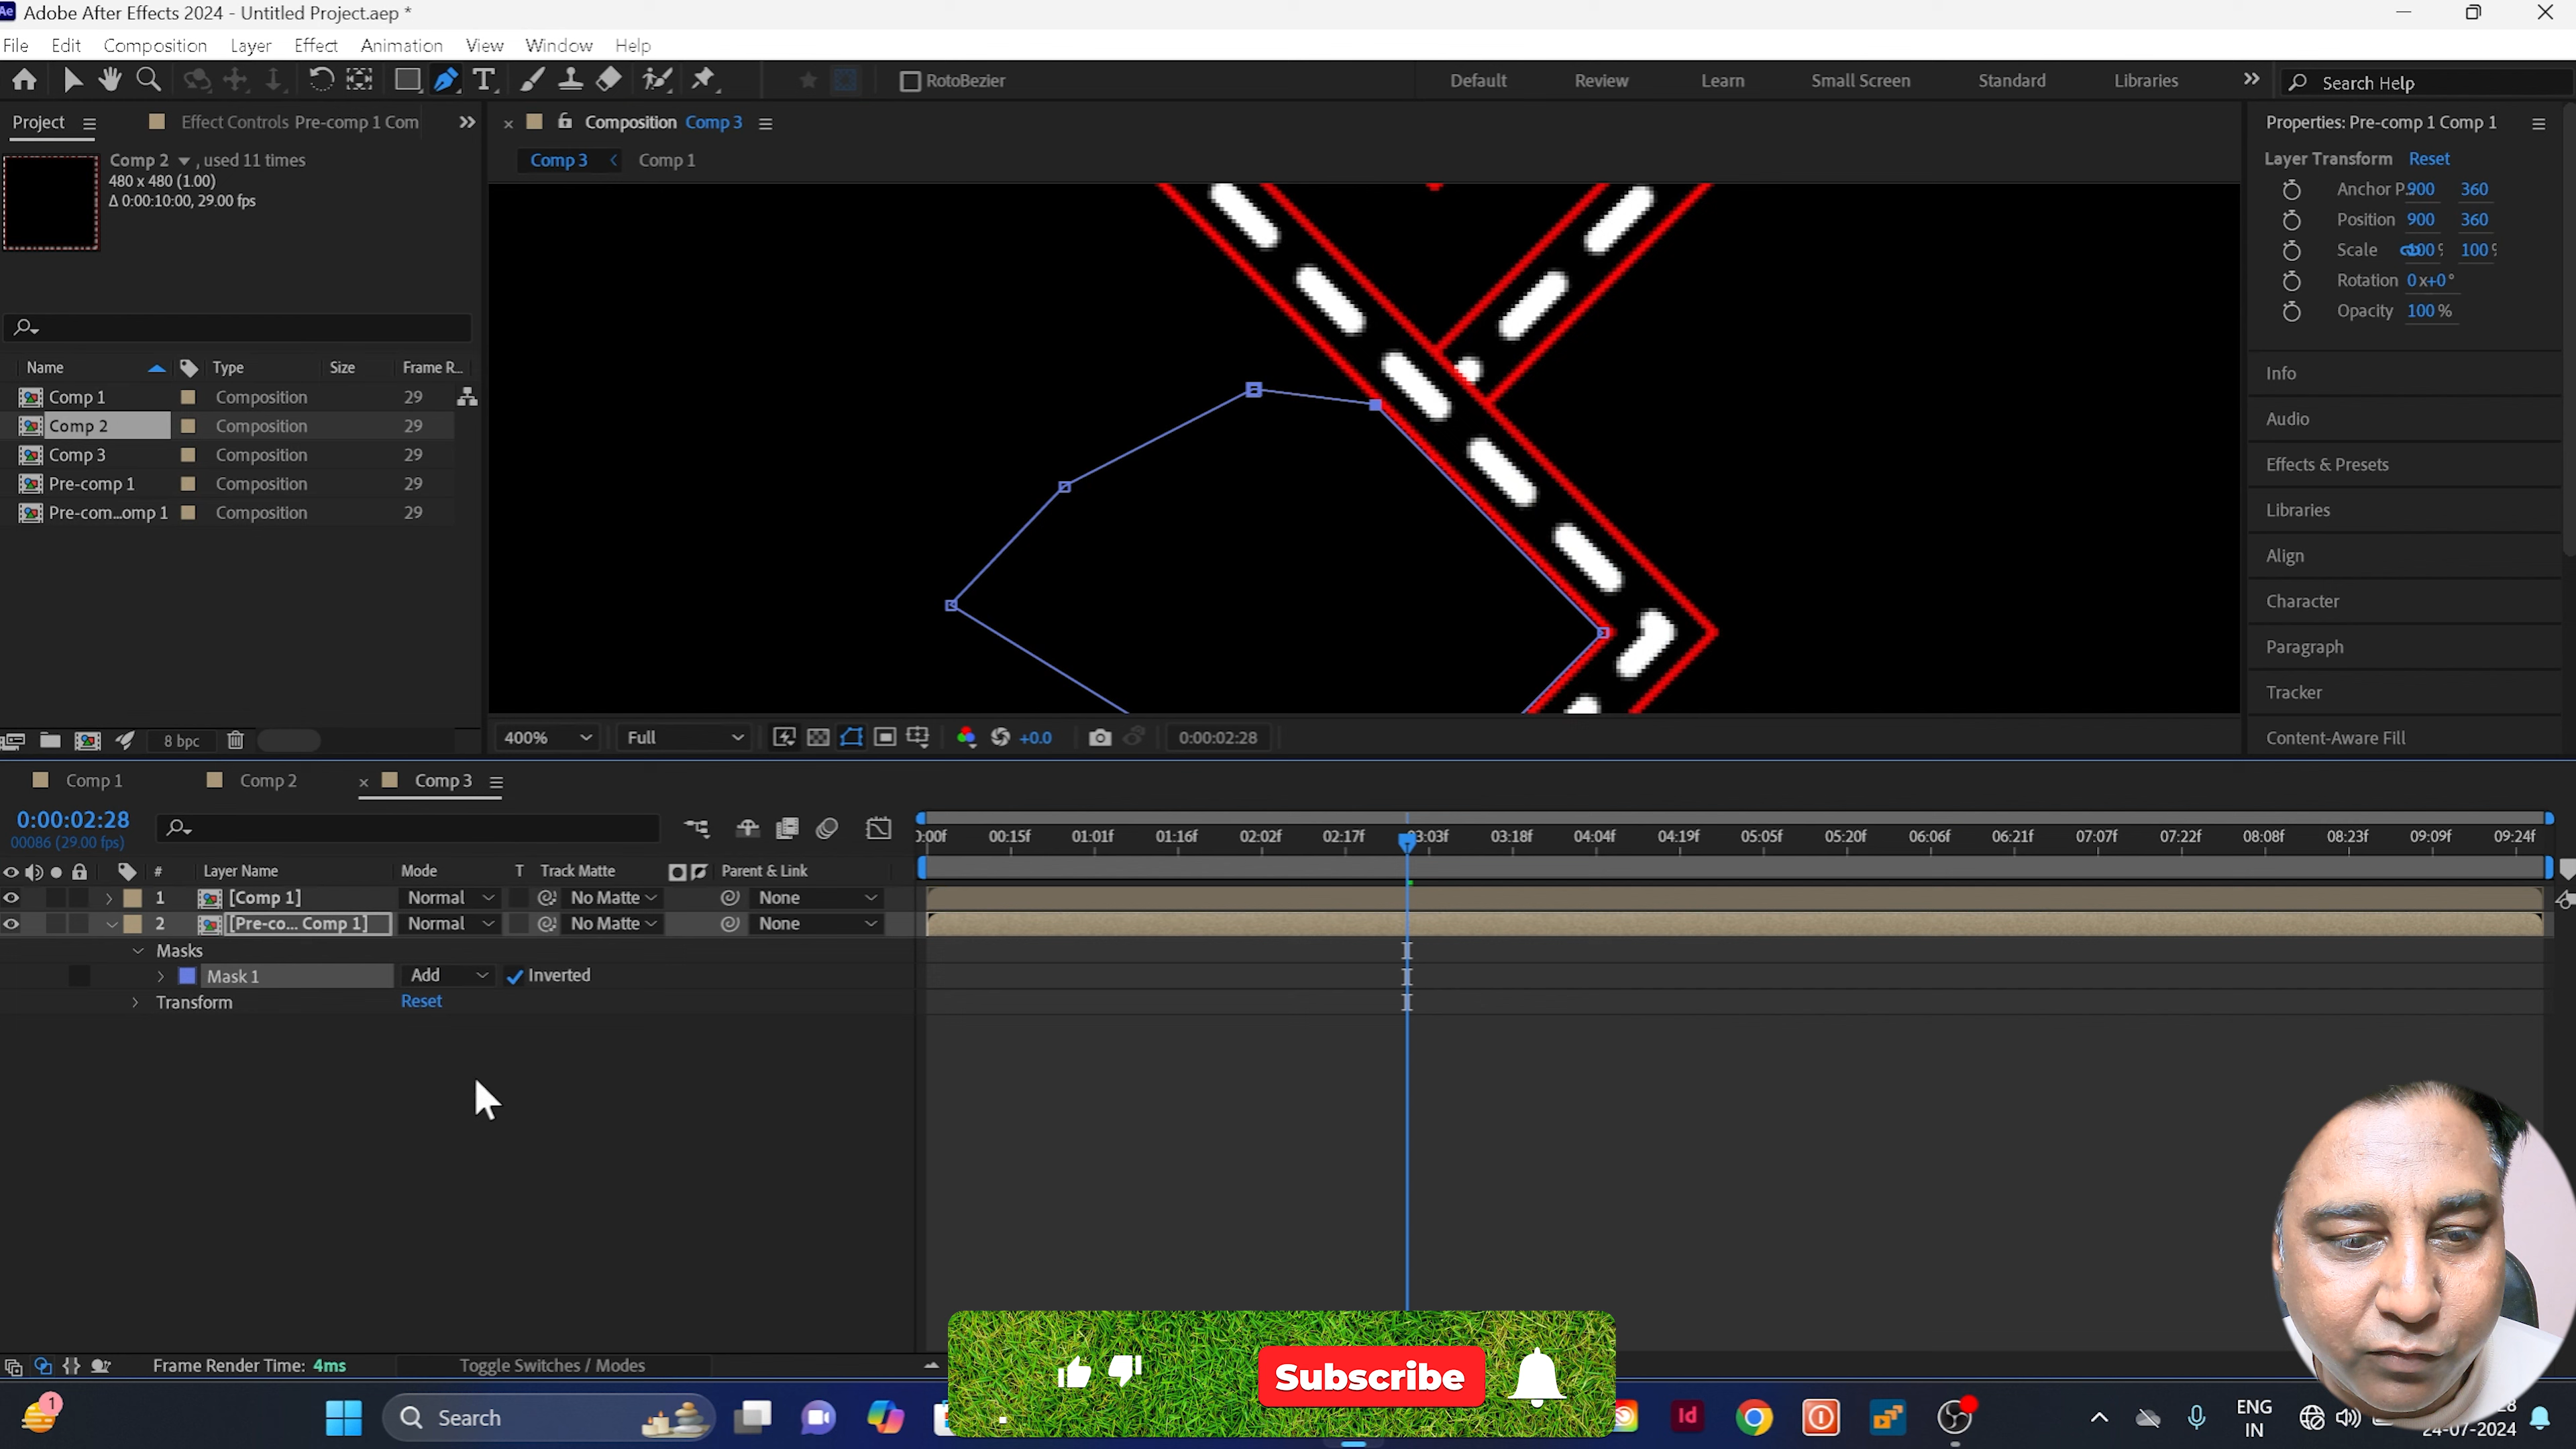 Adobe After Effects 2024 - Untitled Project.aep *
File Edit Composition Layer Effect Animation View Window Help
RotoBezier Default Review Learn Small Screen Standard Libraries Search Help
Project Effect Controls Pre-comp 1 Com
Composition Comp 3
Properties: Pre-comp 1 Comp 1
Comp 2 , used 11 times
480 x 480 (1.00)
Δ 0:00:10:00, 29.00 fps
Comp 3 Comp 1
Layer Transform Reset
Anchor P... 900 360
Position 900 360
Scale 100 % 100
Rotation 0x+0°
Opacity 100 %
Name Type Size Frame R...
Comp 1 Composition 29
Comp 2 Composition 29
Comp 3 Composition 29
Pre-comp 1 Composition 29
Pre-com...omp 1 Composition 29
Info
Audio
Effects & Presets
Libraries
Align
Character
Paragraph
Tracker
Content-Aware Fill
8 bpc
400% Full +0.0 0:00:02:28
Comp 1 Comp 2 Comp 3
0:00:02:28
00086 (29.00 fps)
0:00f 00:15f 01:01f 01:16f 02:02f 02:17f 03:03f 03:18f 04:04f 04:19f 05:05f 05:20f 06:06f 06:21f 07:07f 07:22f 08:08f 08:23f 09:09f 09:24f
# Layer Name Mode T Track Matte Parent & Link
1 [Comp 1] Normal No Matte None
2 [Pre-co... Comp 1] Normal No Matte None
Masks
Mask 1 Add Inverted
Transform Reset
Frame Render Time: 4ms Toggle Switches / Modes
Subscribe
1 Search
Id
ENG
IN
24-07-2024